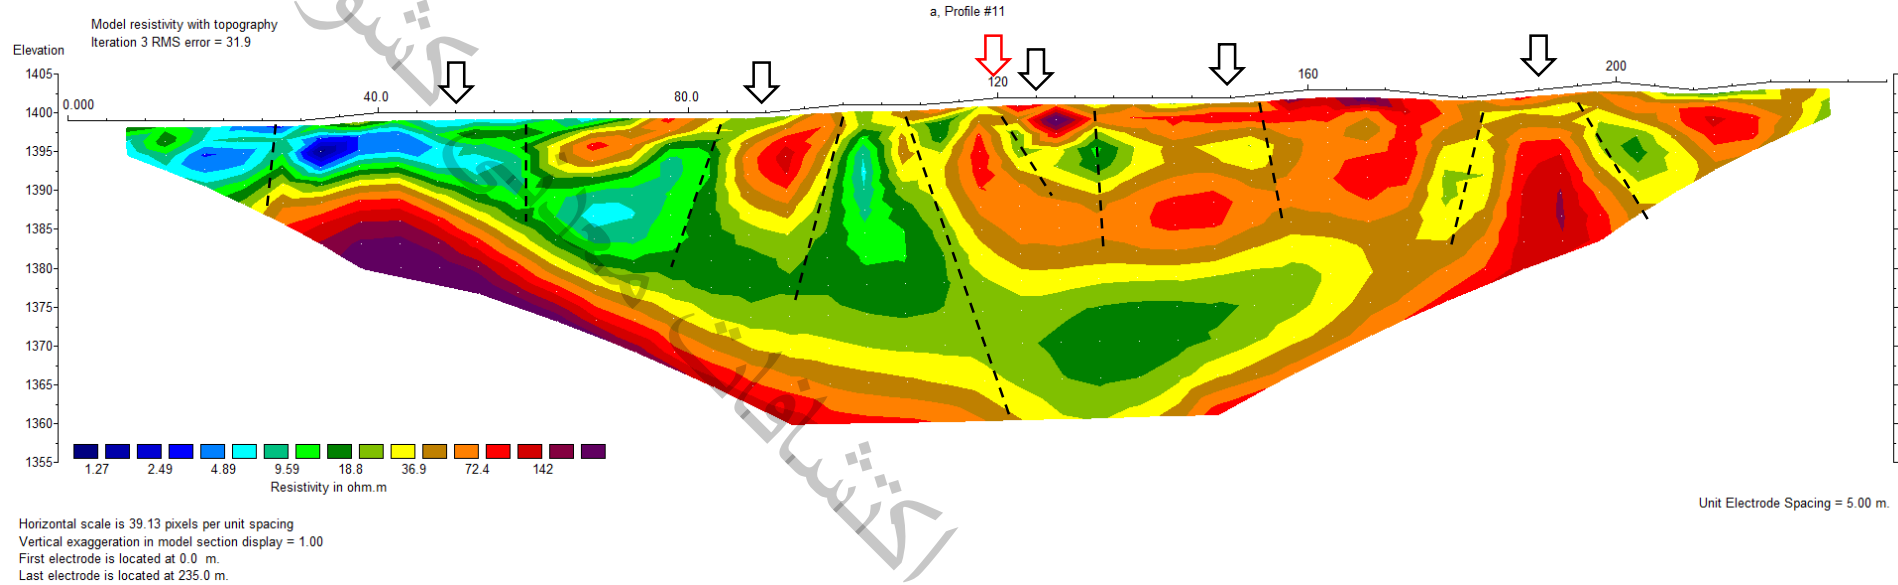 a, Profile #11
Model resistivity with topography
Iteration 3 RMS error = 31.9
Elevation
1405
1400
1395
1390
1385
1380
1375
1370
1365
1360
1355
0.000 40.0 80.0 120 160 200
1.27 2.49 4.89 9.59 18.8 36.9 72.4 142
Resistivity in ohm.m
Unit Electrode Spacing = 5.00 m.
Horizontal scale is 39.13 pixels per unit spacing
Vertical exaggeration in model section display = 1.00
First electrode is located at 0.0 m.
Last electrode is located at 235.0 m.